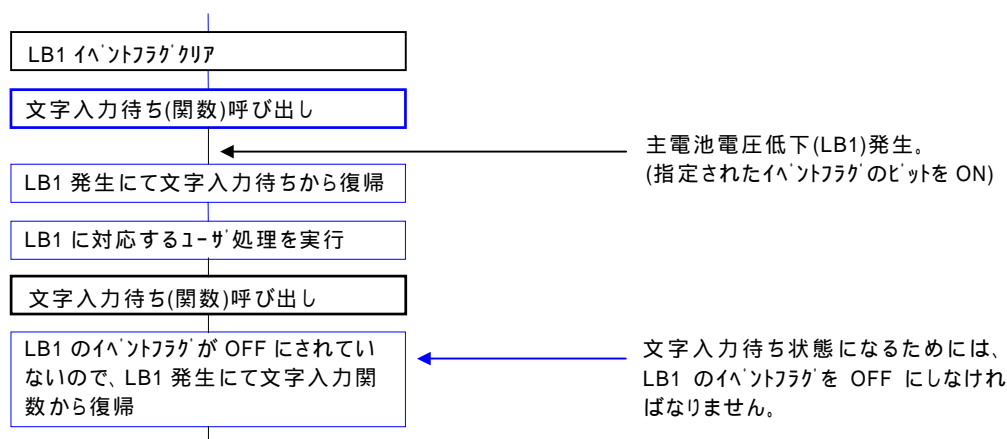 LB1 ｲﾍﾞﾝﾄﾌﾗｸﾞｸﾘｱ
文字入力待ち(関数)呼び出し
主電池電圧低下(LB1)発生。
(指定されたｲﾍﾞﾝﾄﾌﾗｸﾞのﾋﾞｯﾄを ON)
LB1 発生にて文字入力待ちから復帰
LB1 に対応するﾕｰｻﾞ処理を実行
文字入力待ち(関数)呼び出し
LB1 のｲﾍﾞﾝﾄﾌﾗｸﾞが OFF にされてい
ないので、LB1 発生にて文字入力関
数から復帰
文字入力待ち状態になるためには、
LB1 のｲﾍﾞﾝﾄﾌﾗｸﾞを OFF にしなけれ
ばなりません。